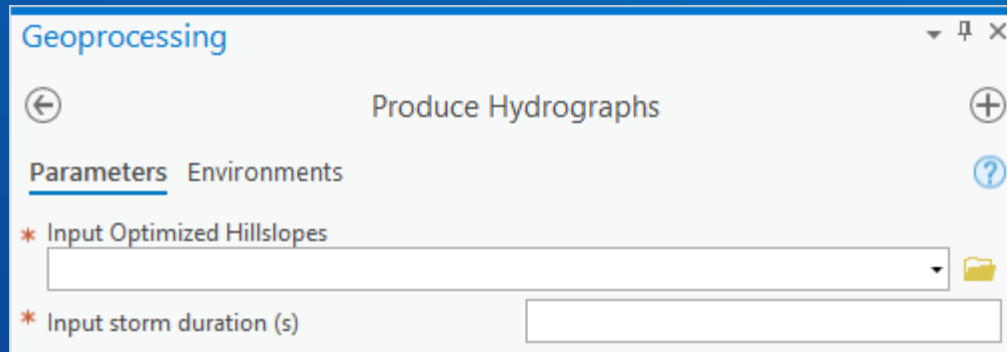 Geoprocessing
Produce Hydrographs
Parameters Environments
* Input Optimized Hillslopes
* Input storm duration (s)